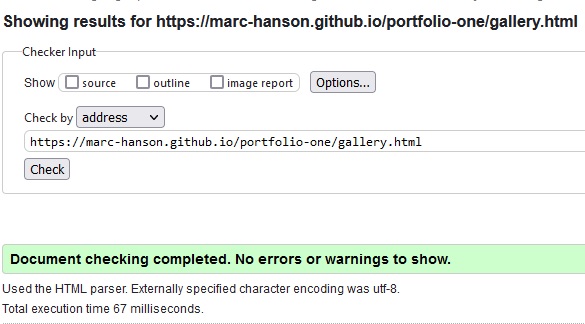 Showing results for https://marc-hanson.github.io/portfolio-one/gallery.html
Checker Input
Show source outline image report Options...
Check by address
https://marc-hanson.github.io/portfolio-one/gallery.html
Check
Document checking completed. No errors or warnings to show.
Used the HTML parser. Externally specified character encoding was utf-8.
Total execution time 67 milliseconds.